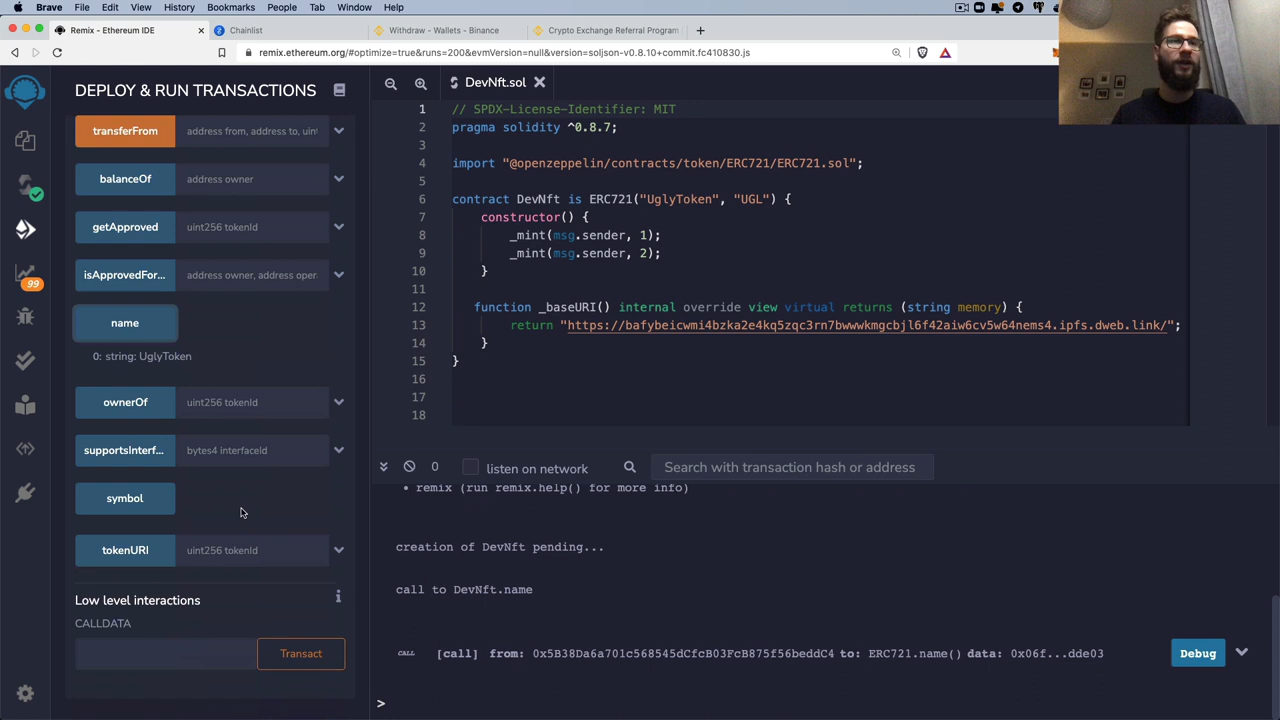 Brave File Edit View History Bookmarks People Tab Window Help
Remix - Ethereum IDE
Chainlist
Withdraw - Wallets - Binance
Crypto Exchange Referral Program
remix.ethereum.org/#optimize=true&runs=200&evmVersion=null&version=soljson-v0.8.10+commit.fc410830.js
DEPLOY & RUN TRANSACTIONS
transferFrom address from, address to, uint
balanceOf address owner
getApproved uint256 tokenId
isApprovedFor... address owner, address oper
name
0: string: UglyToken
ownerOf uint256 tokenId
supportsInterf... bytes4 interfaceId
symbol
tokenURI uint256 tokenId
Low level interactions
CALLDATA
Transact
99
DevNft.sol
1 // SPDX-License-Identifier: MIT
2 pragma solidity ^0.8.7;
3
4 import "@openzeppelin/contracts/token/ERC721/ERC721.sol";
5
6 contract DevNft is ERC721("UglyToken", "UGL") {
7 constructor() {
8 _mint(msg.sender, 1);
9 _mint(msg.sender, 2);
10 }
11
12 function _baseURI() internal override view virtual returns (string memory) {
13 return "https://bafybeicwmi4bzka2e4kq5zqc3rn7bwwwkmgcbjl6f42aiw6cv5w64nems4.ipfs.dweb.link/";
14 }
15 }
16
17
18
0 listen on network Search with transaction hash or address
• remix (run remix.help() for more info)
creation of DevNft pending...
call to DevNft.name
CALL [call] from: 0x5B38Da6a701c568545dCfcB03FcB875f56beddC4 to: ERC721.name() data: 0x06f...dde03 Debug
>